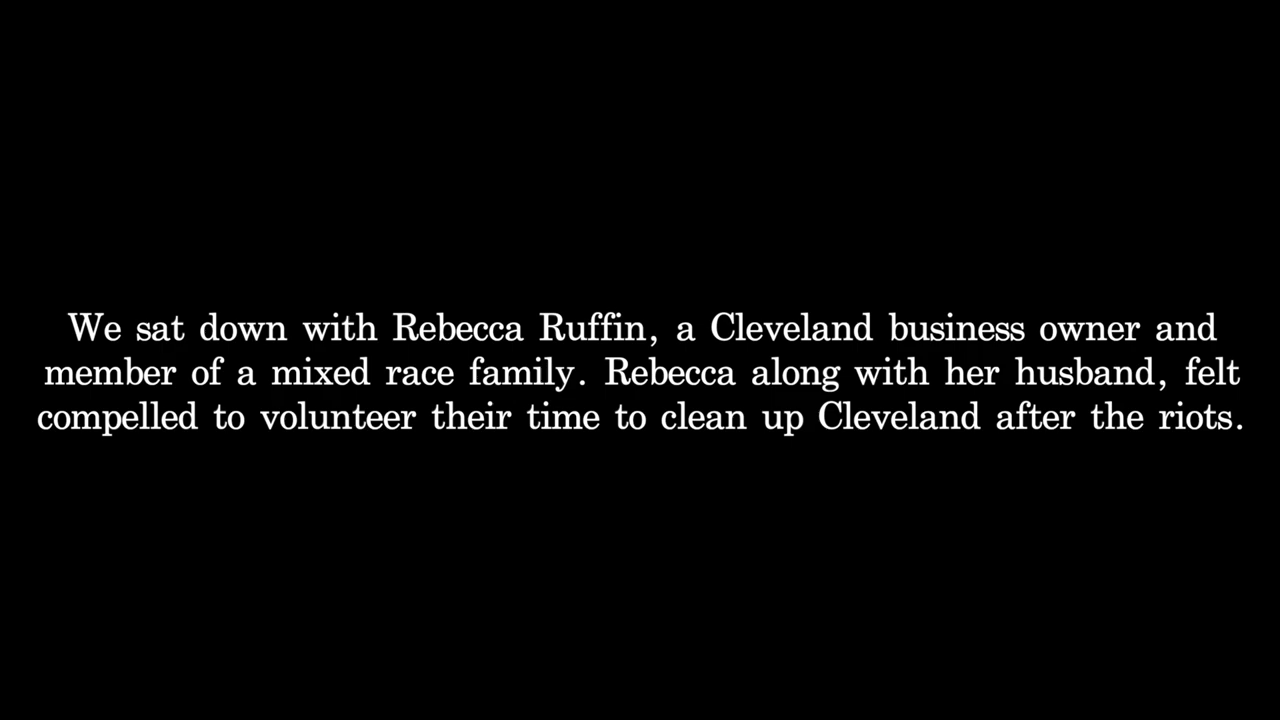 We sat down with Rebecca Ruffin, a Cleveland business owner and
member of a mixed race family. Rebecca along with her husband, felt
compelled to volunteer their time to clean up Cleveland after the riots.